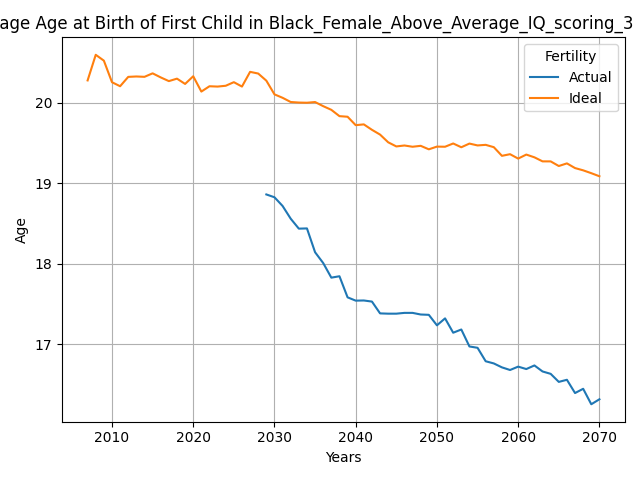 age Age at Birth of First Child in Black_Female_Above_Average_IQ_scoring_3
Fertility
Actual
Ideal
20
19
18
17
Age
2010 2020 2030 2040 2050 2060 2070
Years